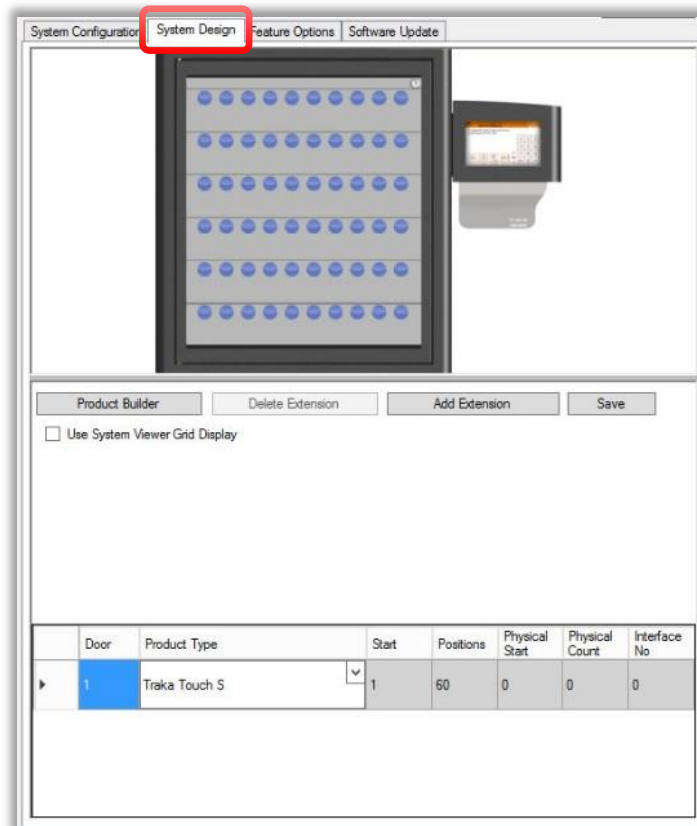 System Configuration System Design Feature Options Software Update
Product Builder Delete Extension Add Extension Save
Use System Viewer Grid Display
Door Product Type Start Positions Physical Start Physical Count Interface No
1 Traka Touch S 1 60 0 0 0